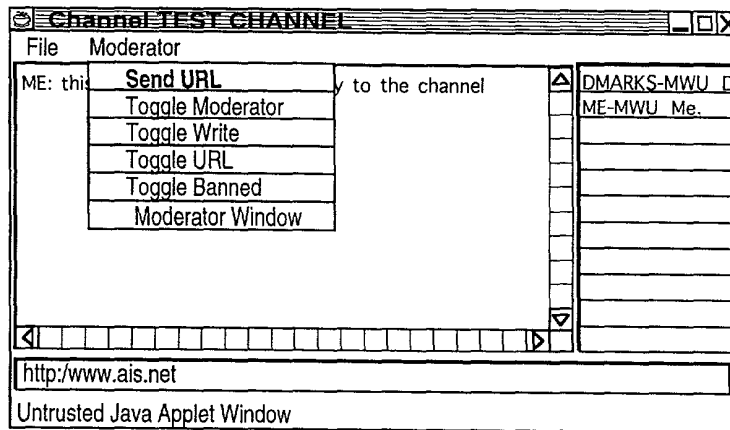 Channel TEST CHANNEL
File Moderator
ME: this y to the channel
Send URL
Toggle Moderator
Toggle Write
Toggle URL
Toggle Banned
Moderator Window
DMARKS-MWU D
ME-MWU Me.
http:/www.ais.net
Untrusted Java Applet Window